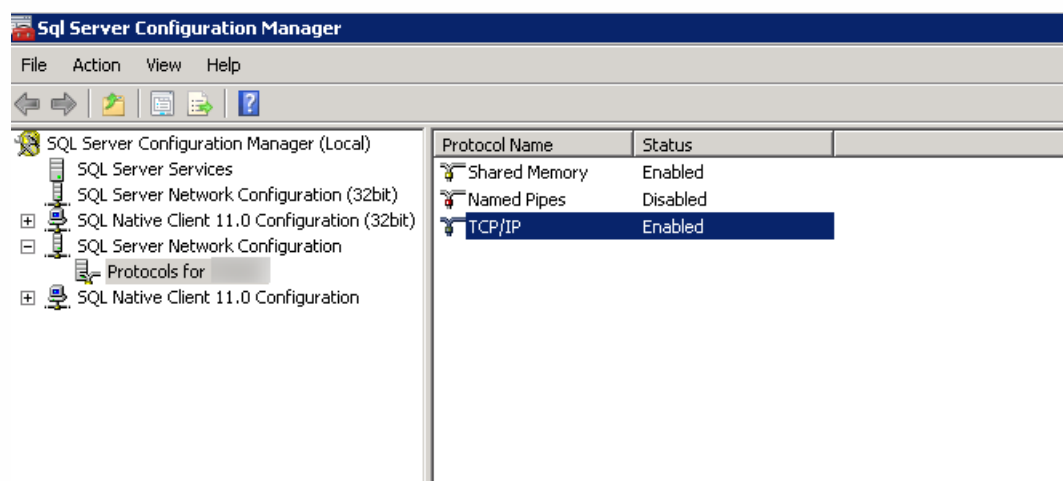 Sql Server Configuration Manager
File Action View Help
SQL Server Configuration Manager (Local)
SQL Server Services
SQL Server Network Configuration (32bit)
SQL Native Client 11.0 Configuration (32bit)
SQL Server Network Configuration
Protocols for
SQL Native Client 11.0 Configuration
Protocol Name Status
Shared Memory Enabled
Named Pipes Disabled
TCP/IP Enabled